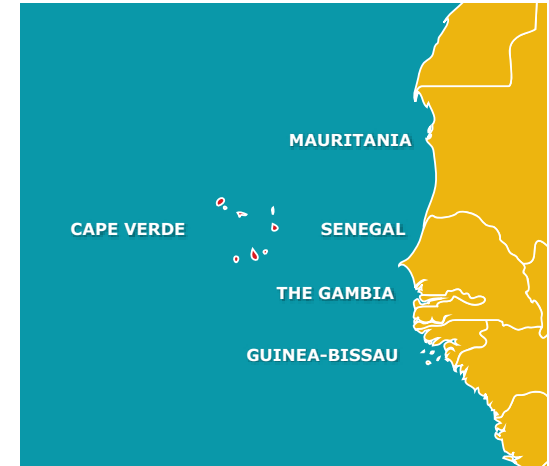 MAURITANIA
CAPE VERDE
SENEGAL
THE GAMBIA
GUINEA-BISSAU